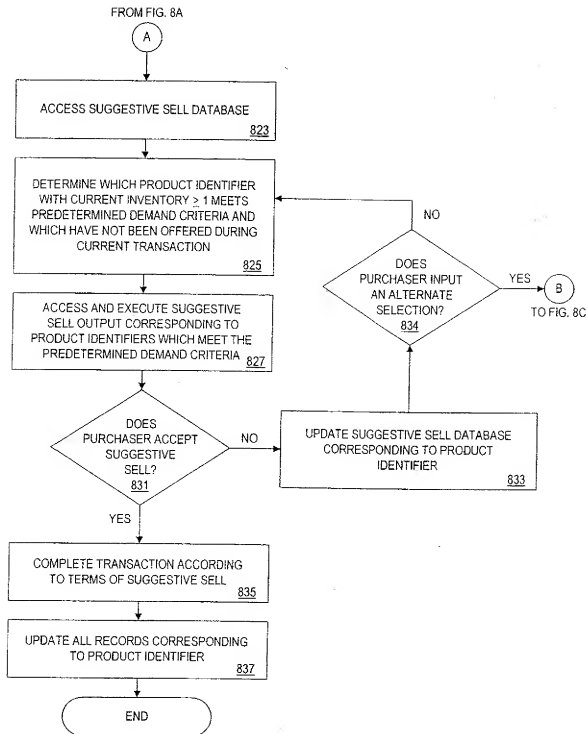 FROM FIG. 8A
A
ACCESS SUGGESTIVE SELL DATABASE
823
DETERMINE WHICH PRODUCT IDENTIFIER
WITH CURRENT INVENTORY ≥ 1 MEETS
PREDETERMINED DEMAND CRITERIA AND
WHICH HAVE NOT BEEN OFFERED DURING
CURRENT TRANSACTION
825
ACCESS AND EXECUTE SUGGESTIVE
SELL OUTPUT CORRESPONDING TO
PRODUCT IDENTIFIERS WHICH MEET THE
PREDETERMINED DEMAND CRITERIA
827
DOES
PURCHASER ACCEPT
SUGGESTIVE
SELL?
831
NO
UPDATE SUGGESTIVE SELL DATABASE
CORRESPONDING TO PRODUCT
IDENTIFIER
833
DOES
PURCHASER INPUT
AN ALTERNATE
SELECTION?
834
NO
YES
B
TO FIG. 8C
YES
COMPLETE TRANSACTION ACCORDING
TO TERMS OF SUGGESTIVE SELL
835
UPDATE ALL RECORDS CORRESPONDING
TO PRODUCT IDENTIFIER
837
END